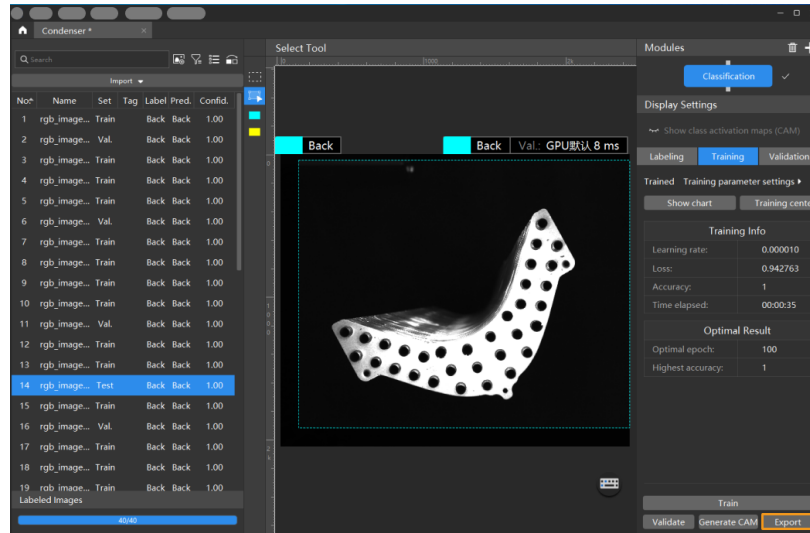 Condenser *
Search
Import
No.
Name
Set
Tag
Label
Pred.
Confid.
1 rgb_image... Train Back Back 1.00
2 rgb_image... Val. Back Back 1.00
3 rgb_image... Train Back Back 1.00
4 rgb_image... Train Back Back 1.00
5 rgb_image... Train Back Back 1.00
6 rgb_image... Val. Back Back 1.00
7 rgb_image... Train Back Back 1.00
8 rgb_image... Train Back Back 1.00
9 rgb_image... Train Back Back 1.00
10 rgb_image... Train Back Back 1.00
11 rgb_image... Val. Back Back 1.00
12 rgb_image... Train Back Back 1.00
13 rgb_image... Train Back Back 1.00
14 rgb_image... Test Back Back 1.00
15 rgb_image... Train Back Back 1.00
16 rgb_image... Val. Back Back 1.00
17 rgb_image... Train Back Back 1.00
18 rgb_image... Train Back Back 1.00
19 rgb_image... Train Back Back 1.00
Labeled Images
40/40
Select Tool
Back
Back Val.: GPU默认 8 ms
Modules
Classification
Display Settings
Show class activation maps (CAM)
Labeling Training Validation
Trained Training parameter settings
Show chart Training cente
Training Info
Learning rate: 0.000010
Loss: 0.942763
Accuracy: 1
Time elapsed: 00:00:35
Optimal Result
Optimal epoch: 100
Highest accuracy: 1
Train
Validate Generate CAM Export